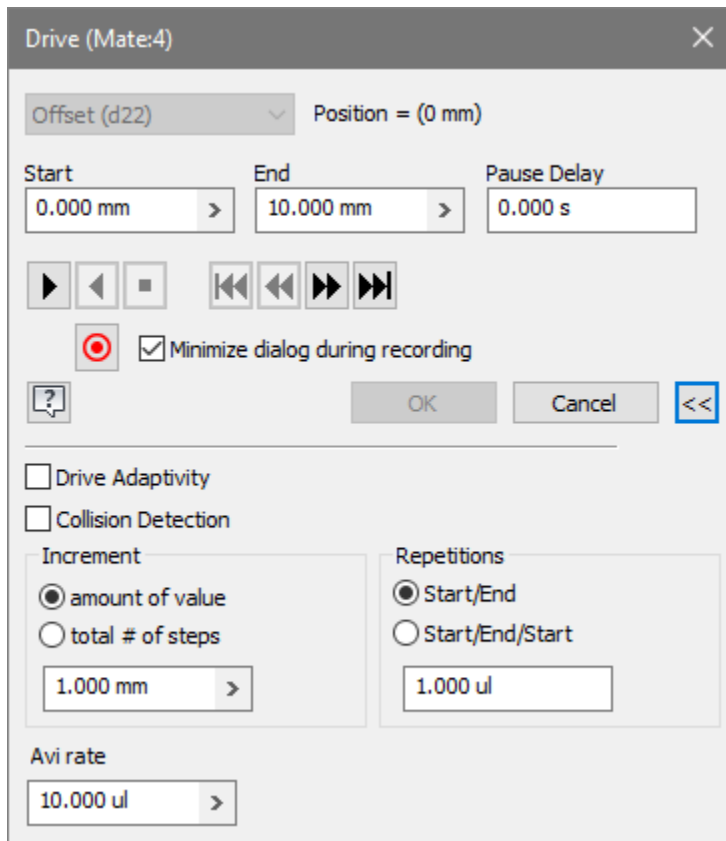 Drive (Mate:4)
Offset (d22) Position = (0 mm)
Start End Pause Delay
0.000 mm 10.000 mm 0.000 s
Minimize dialog during recording
OK Cancel <<
Drive Adaptivity
Collision Detection
Increment Repetitions
amount of value Start/End
total # of steps Start/End/Start
1.000 mm 1.000 ul
Avi rate
10.000 ul